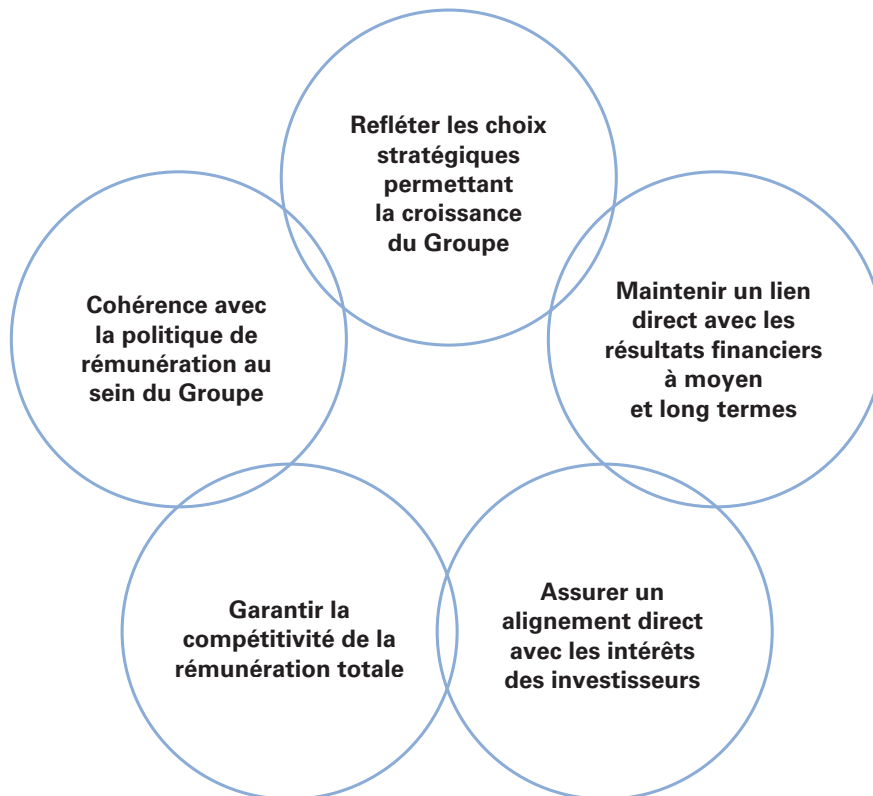 Refléter les choix
stratégiques
permettant
la croissance
du Groupe
Maintenir un lien
direct avec les
résultats financiers
à moyen
et long termes
Assurer un
alignement direct
avec les intérêts
des investisseurs
Garantir la
compétitivité de la
rémunération totale
Cohérence avec
la politique de
rémunération au
sein du Groupe